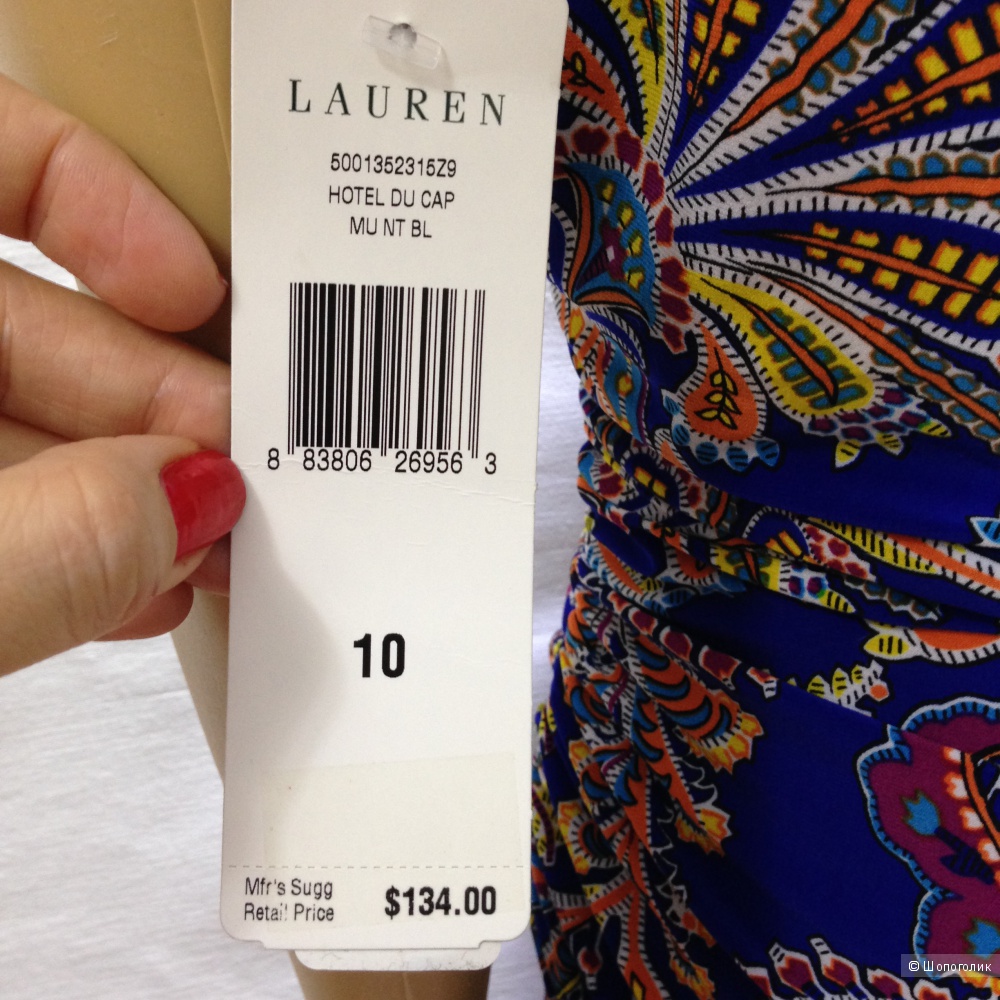 LAUREN
5001352315Z9
HOTEL DU CAP
MU NT BL
8 83806 26956 3
10
Mfr's Sugg
Retail Price $134.00
© Шопоголик